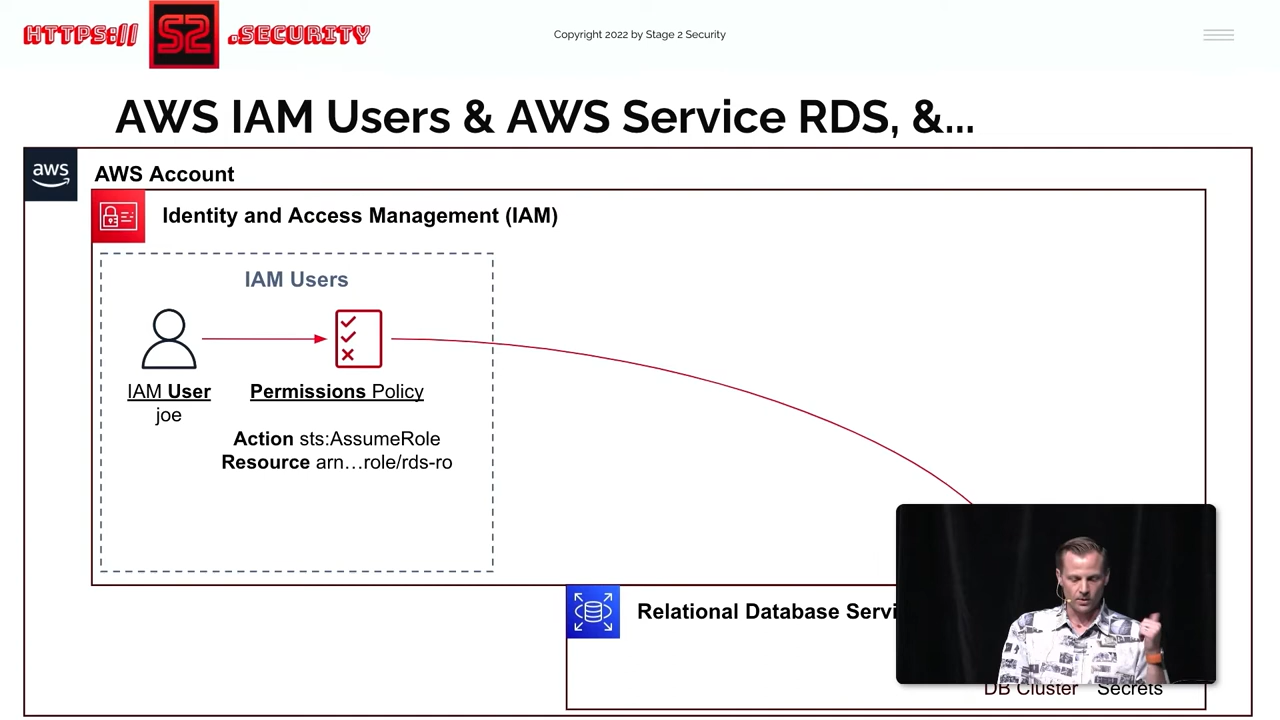 HTTPS:// S2 .SECURITY
Copyright 2022 by Stage 2 Security
AWS IAM Users & AWS Service RDS, &...
aws
AWS Account
Identity and Access Management (IAM)
IAM Users
IAM User
joe
Permissions Policy
Action sts:AssumeRole
Resource arn…role/rds-ro
Relational Database Servi
DB Cluster
Secrets